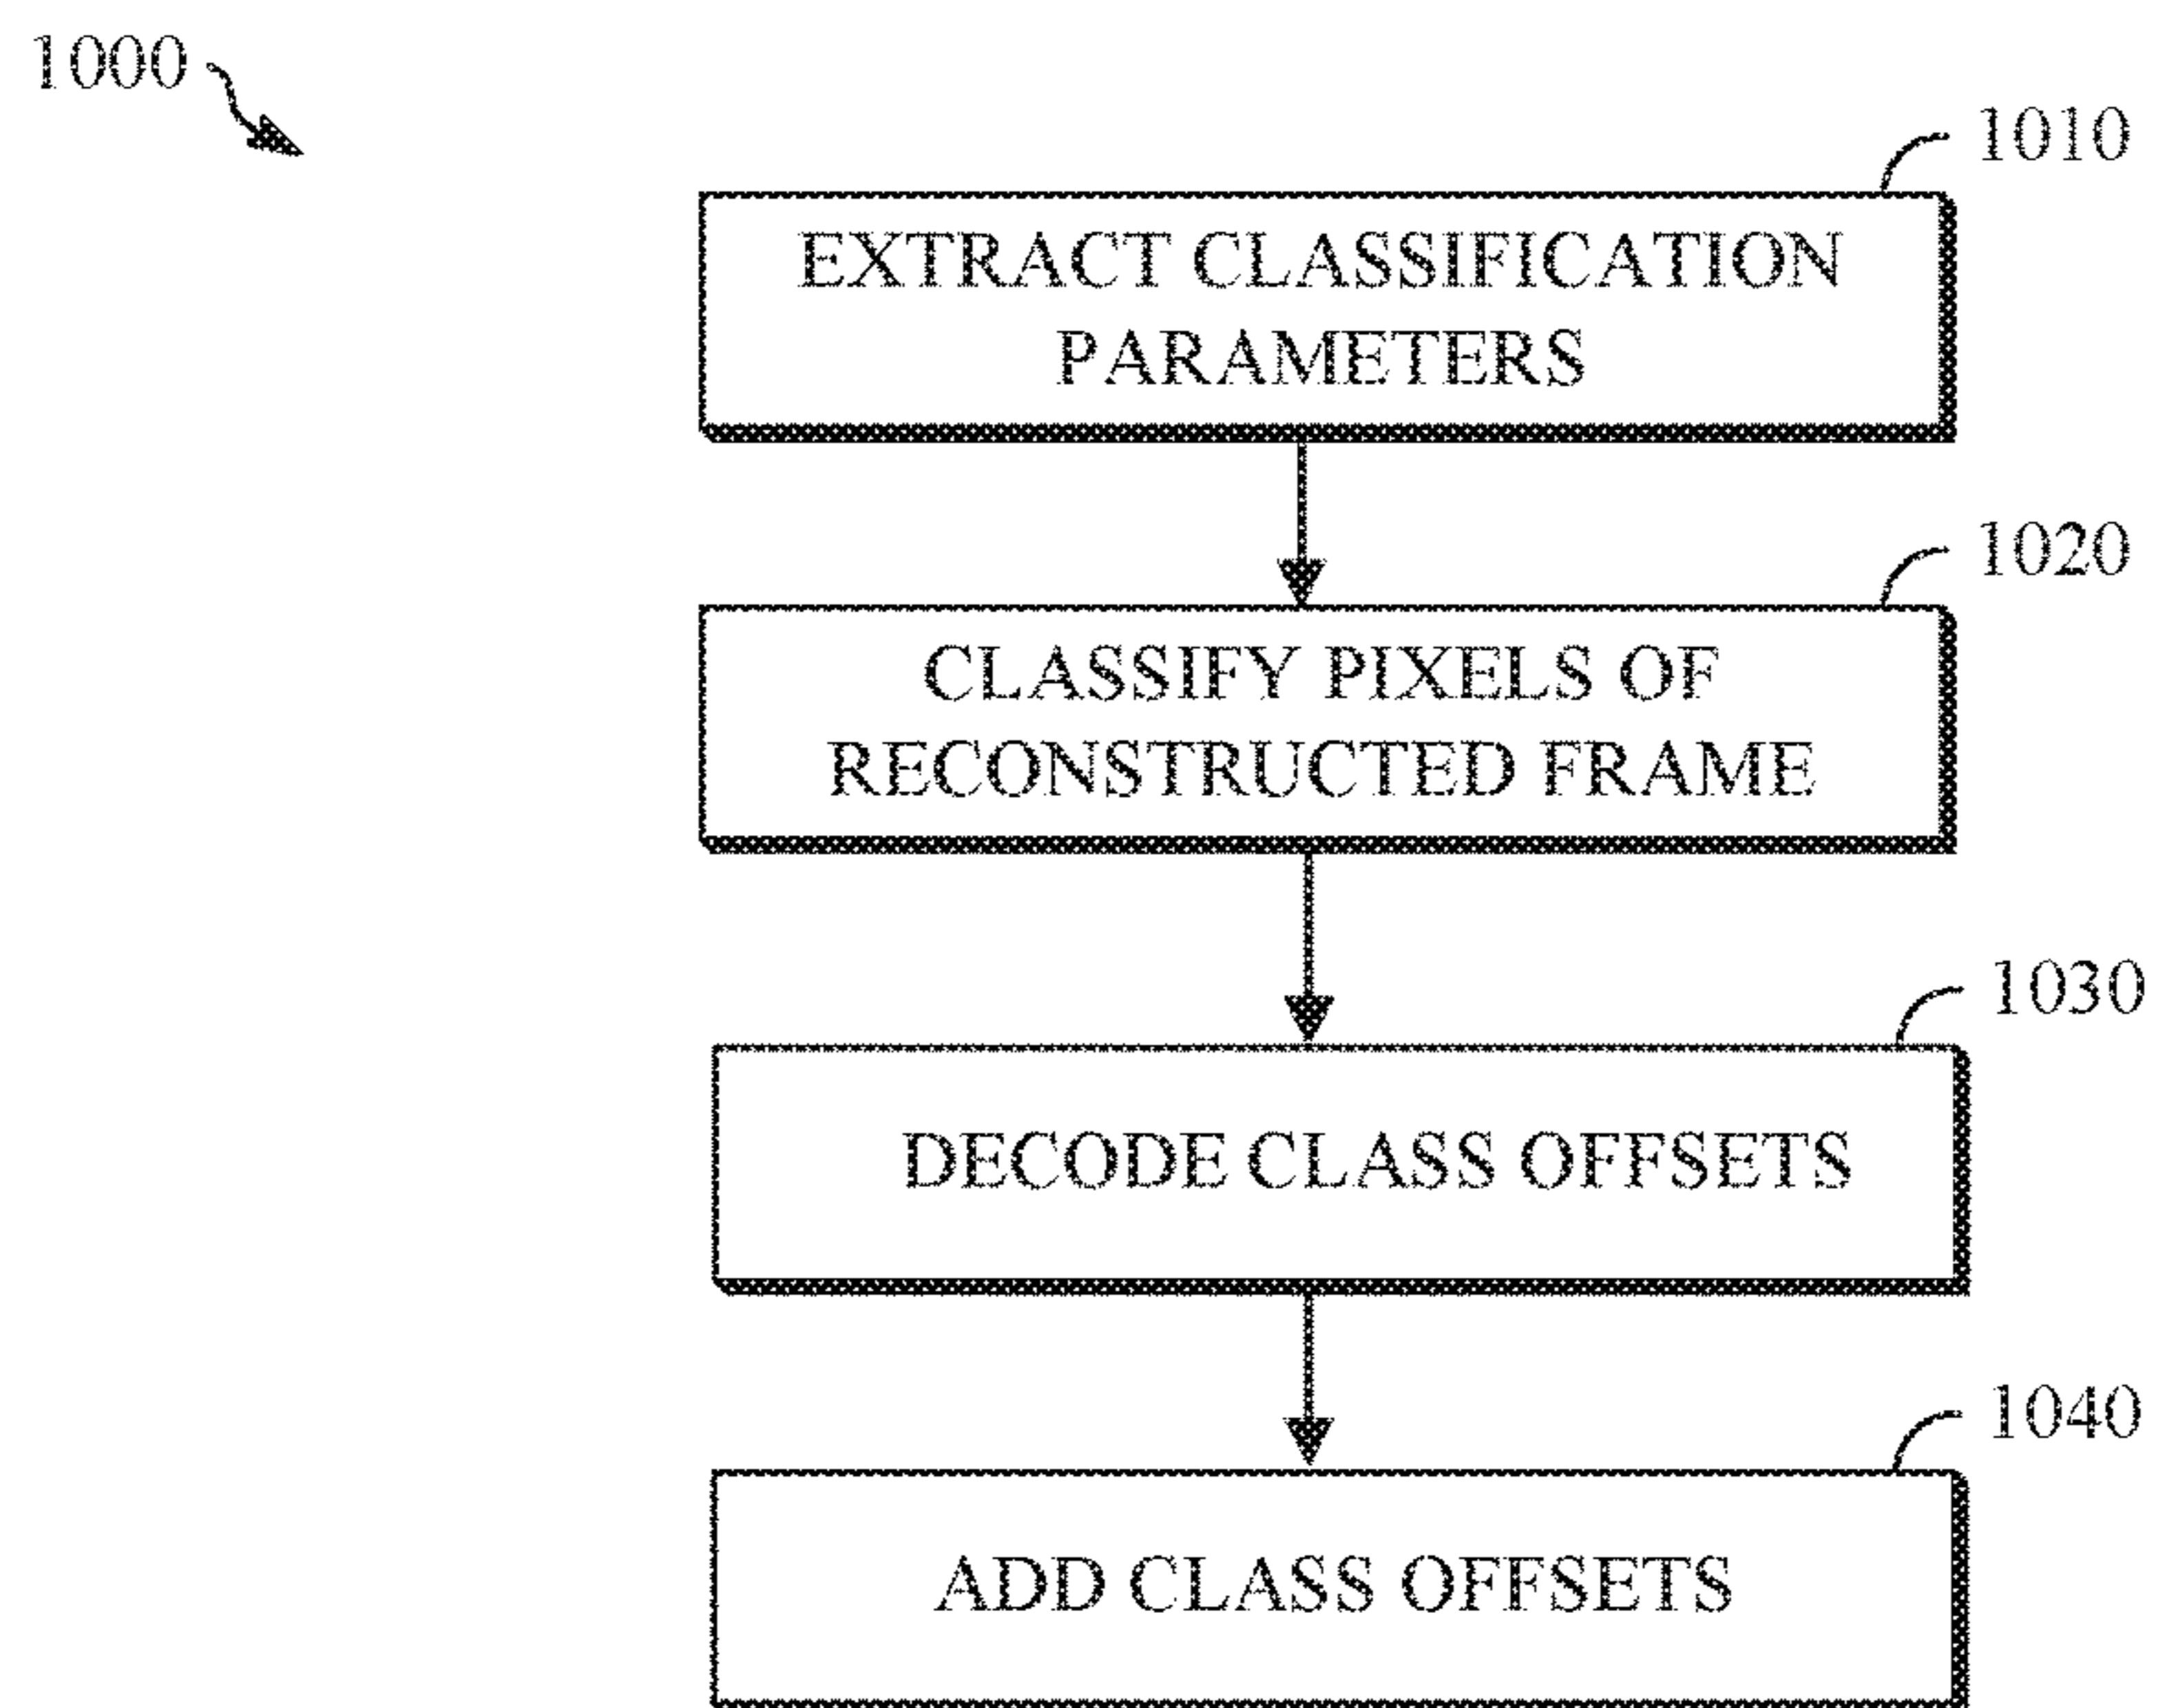 1000
1010
EXTRACT CLASSIFICATION
PARAMETERS
1020
CLASSIFY PIXELS OF
RECONSTRUCTED FRAME
1030
DECODE CLASS OFFSETS
1040
ADD CLASS OFFSETS